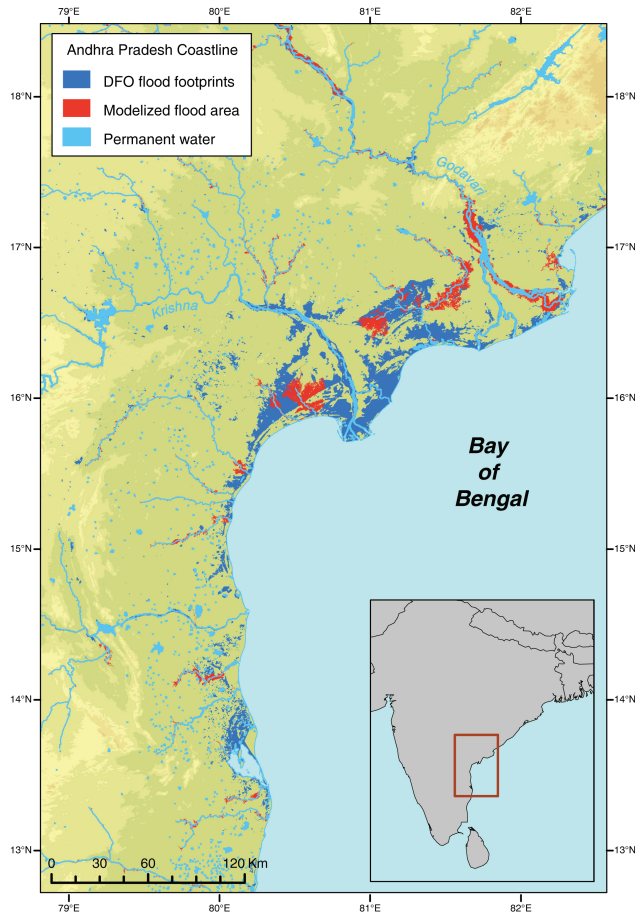 79°E 80°E 81°E 82°E
Andhra Pradesh Coastline
DFO flood footprints
Modelized flood area
Permanent water
18°N 18°N
Godavari
17°N 17°N
Krishna
16°N 16°N
Bay
of
Bengal
15°N 15°N
14°N 14°N
13°N 13°N
0 30 60 120 Km
79°E 80°E 81°E 82°E